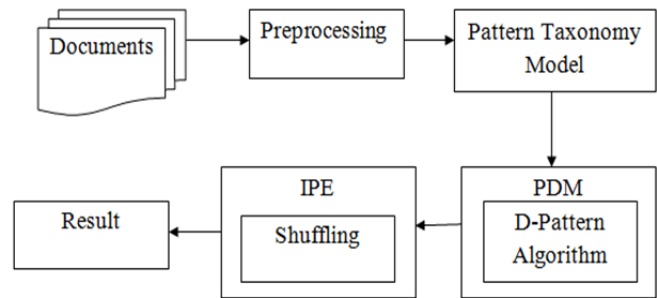 Documents
Preprocessing
Pattern Taxonomy
Model
PDM
D-Pattern
Algorithm
IPE
Shuffling
Result